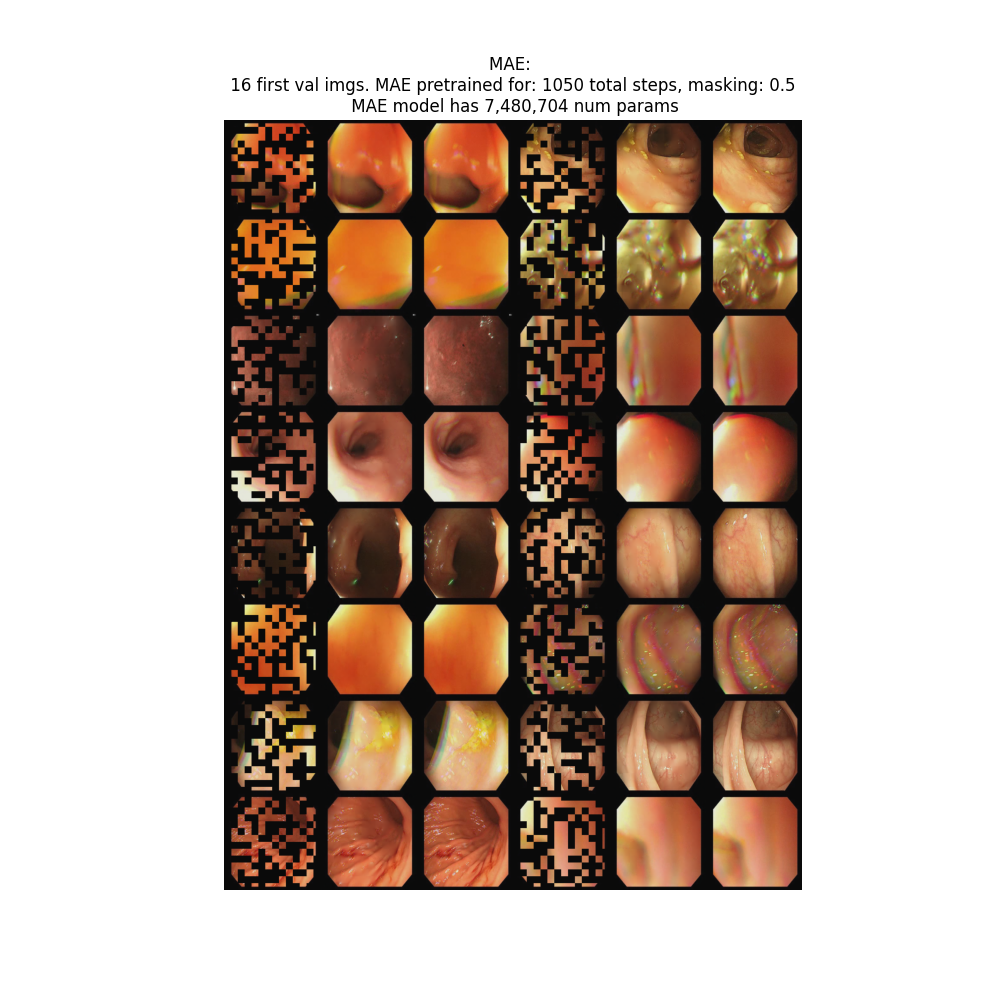 MAE:
16 first val imgs. MAE pretrained for: 1050 total steps, masking: 0.5
MAE model has 7,480,704 num params